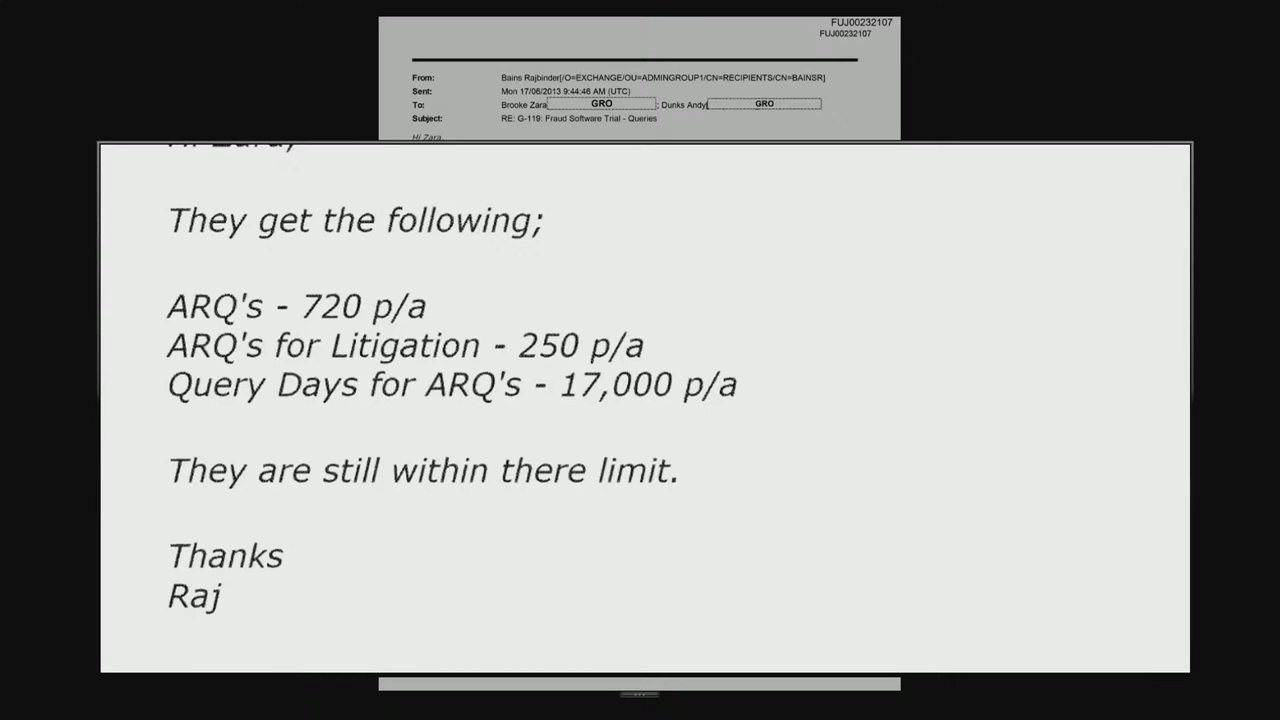 FUJ00232107
FUJ00232107
From: Bains Rajbinder[/O=EXCHANGE/OU=ADMINGROUP1/CN=RECIPIENTS/CN=BAINSR]
Sent: Mon 17/06/2013 9:44:46 AM (UTC)
To: Brooke Zara GRO ; Dunks Andy[ GRO
Subject: RE: G-119: Fraud Software Trial - Queries
Hi Zara,
Hi Zara,
They get the following;
ARQ's - 720 p/a
ARQ's for Litigation - 250 p/a
Query Days for ARQ's - 17,000 p/a
They are still within there limit.
Thanks
Raj